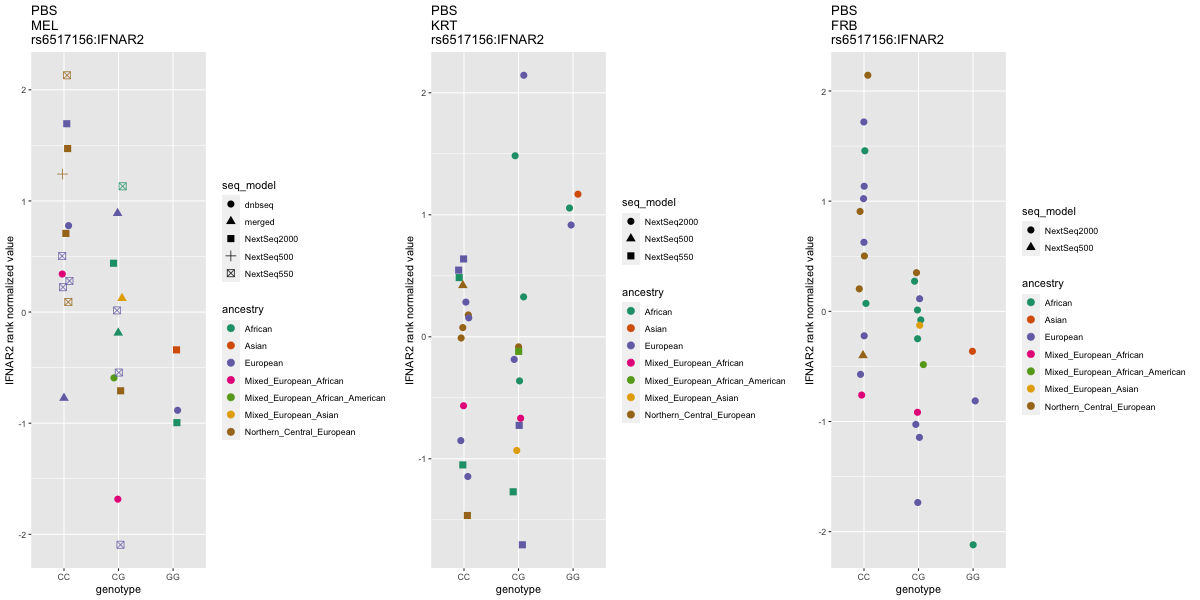 PBS
MEL
rs6517156:IFNAR2
IFNAR2 rank normalized value
2
1
0
-1
-2
CC
CG
GG
genotype
seq_model
dnbseq
merged
NextSeq2000
NextSeq500
NextSeq550
ancestry
African
Asian
European
Mixed_European_African
Mixed_European_African_American
Mixed_European_Asian
Northern_Central_European
PBS
KRT
rs6517156:IFNAR2
IFNAR2 rank normalized value
2
1
0
-1
CC
CG
GG
genotype
seq_model
NextSeq2000
NextSeq500
NextSeq550
ancestry
African
Asian
European
Mixed_European_African
Mixed_European_African_American
Mixed_European_Asian
Northern_Central_European
PBS
FRB
rs6517156:IFNAR2
IFNAR2 rank normalized value
2
1
0
-1
-2
CC
CG
GG
genotype
seq_model
NextSeq2000
NextSeq500
ancestry
African
Asian
European
Mixed_European_African
Mixed_European_African_American
Mixed_European_Asian
Northern_Central_European